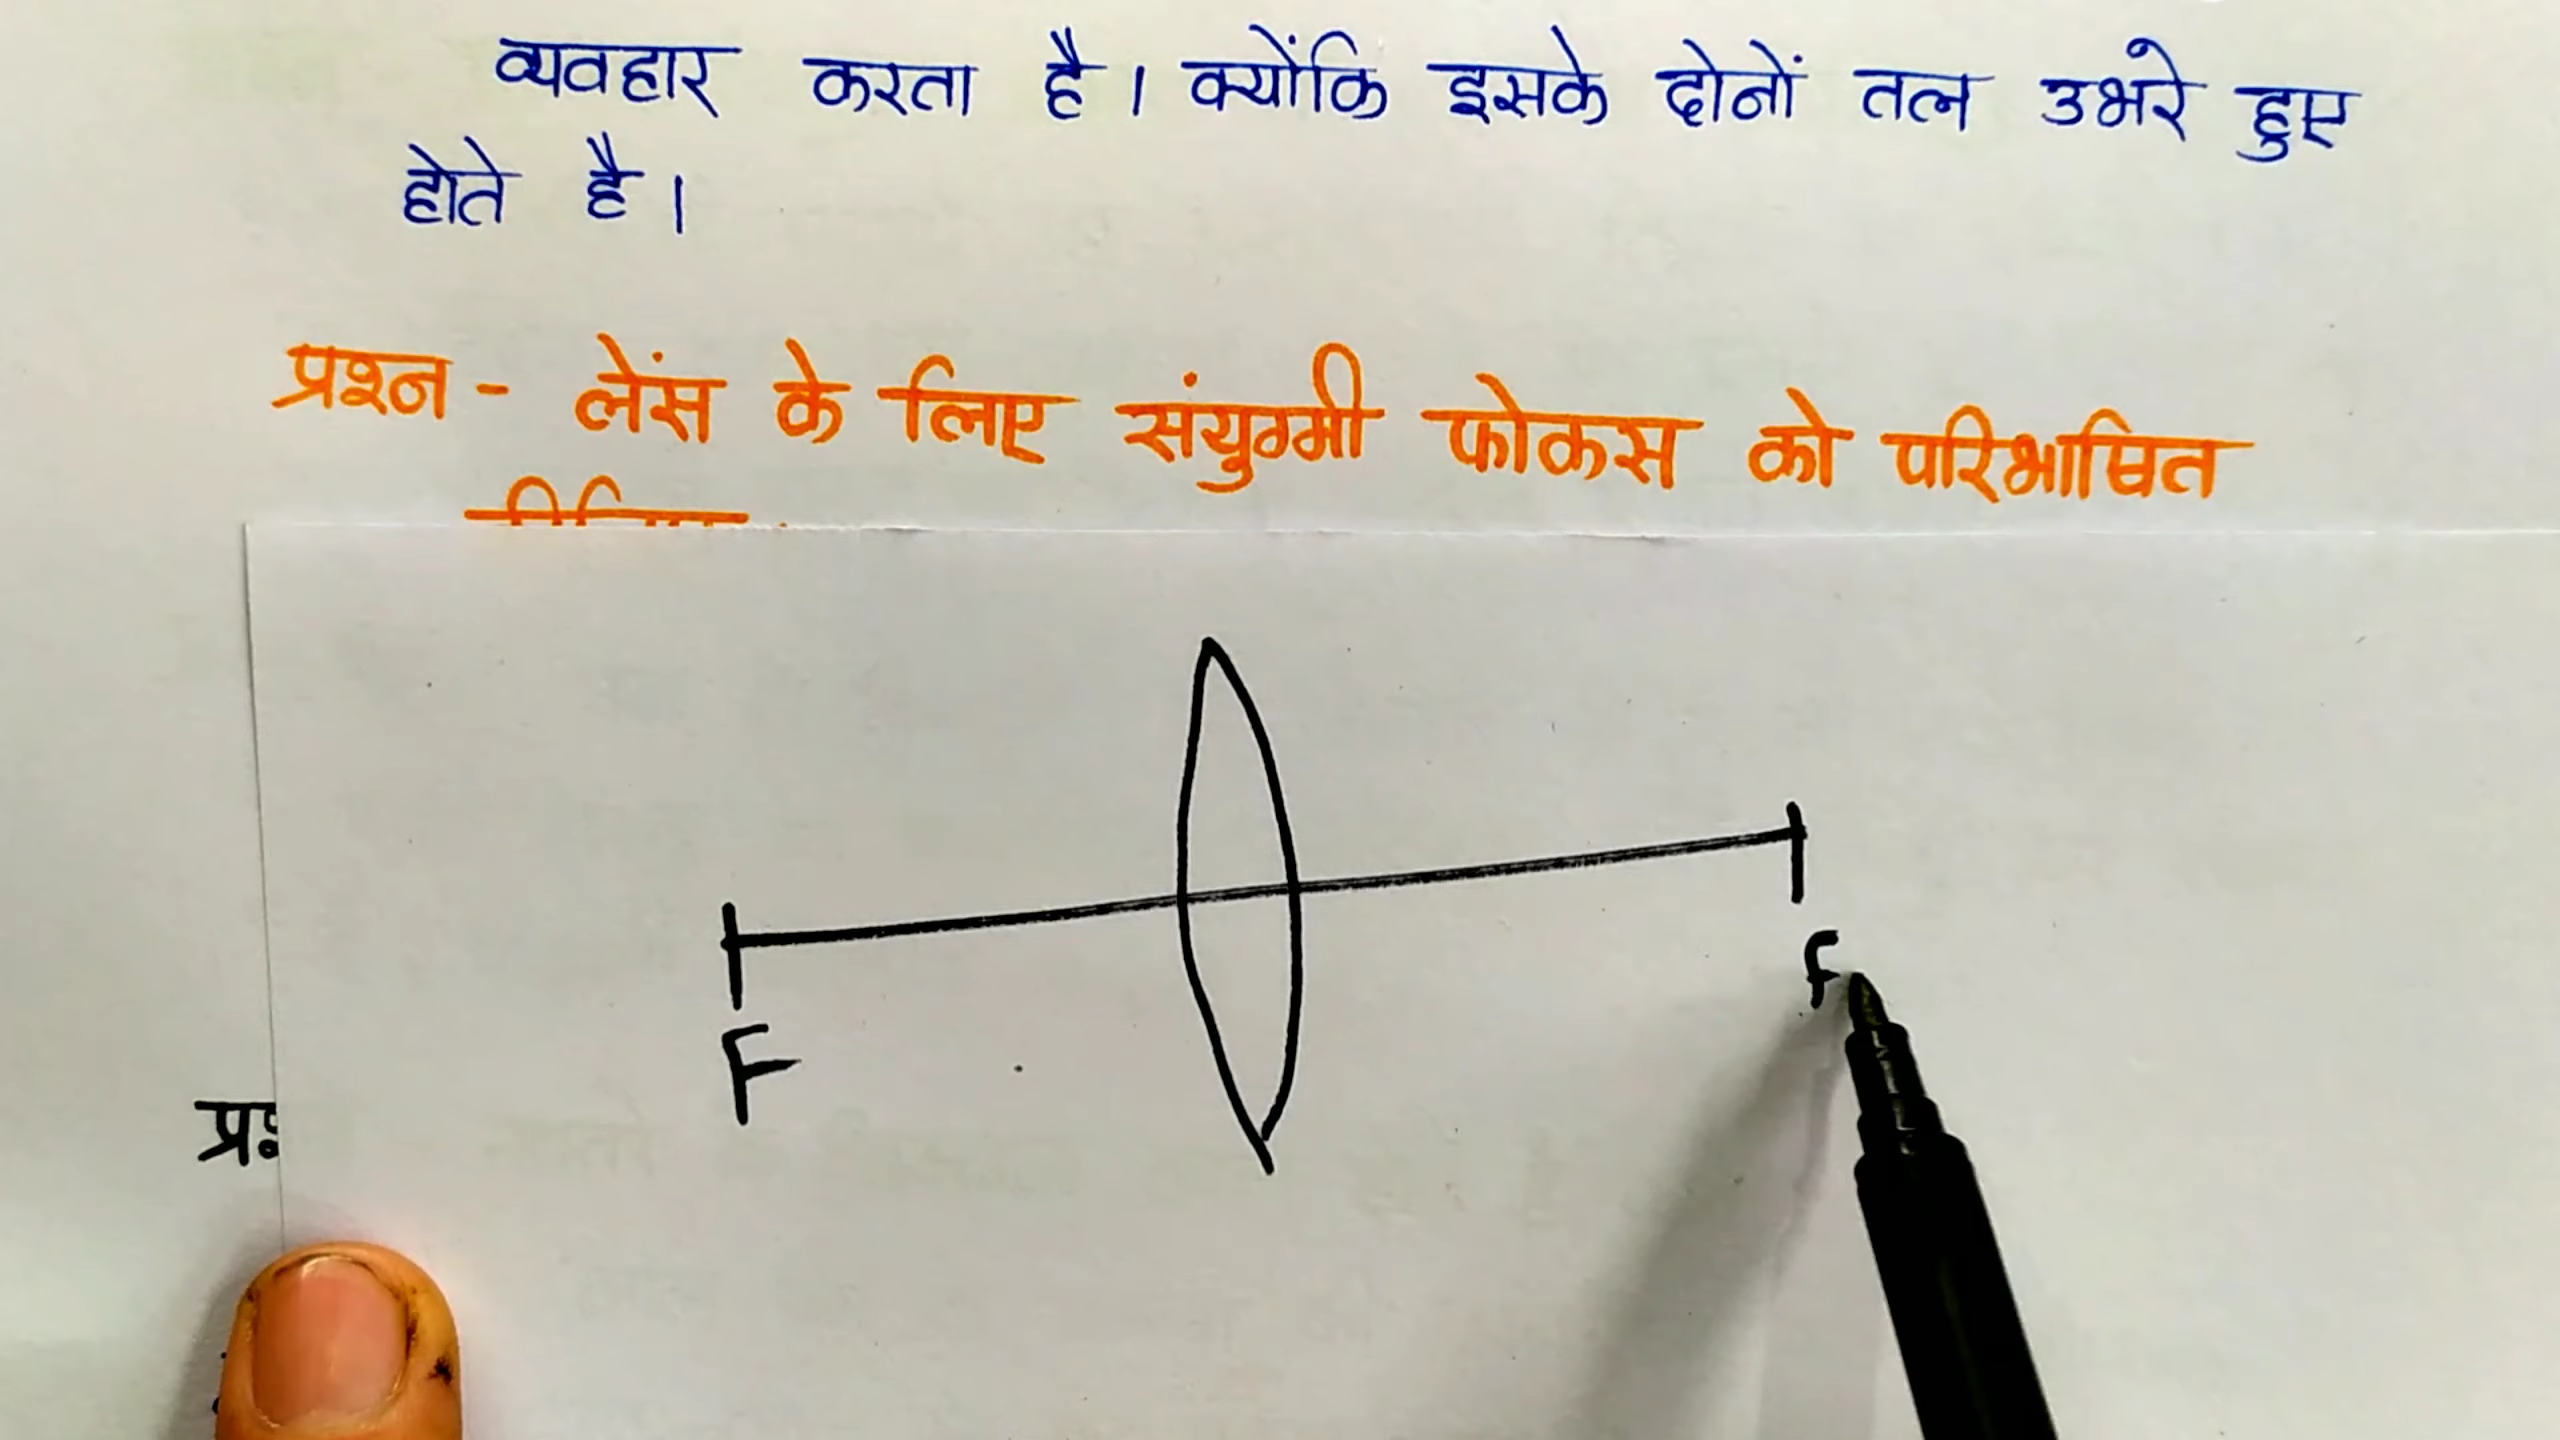 व्यवहार करता है। क्योंकि इसके दोनों तल उभरे हुए
होते है।
प्रश्न - लेंस के लिए संयुग्मी फोकस को परिभाषित
F
F